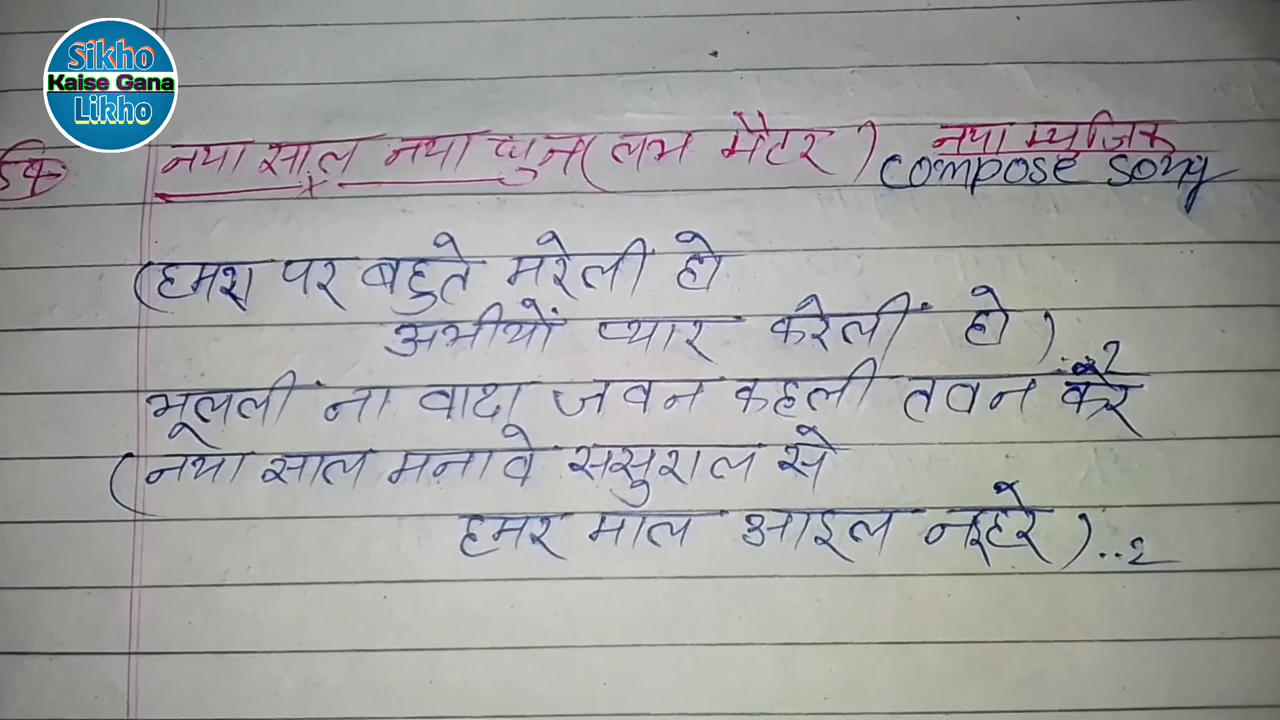 Sikho
Kaise Gana
Likho
नया साल नया धुन (लभ मैटर) नया म्युजिक
compose song
(हमरा पर बहुते मरेली हो
अभीयों प्यार करेलीं हो)..2
भूलली ना वादा जवन कहली तवन करे
(नया साल मनावे ससुराल से
हमर माल आइल नईहरे)..2